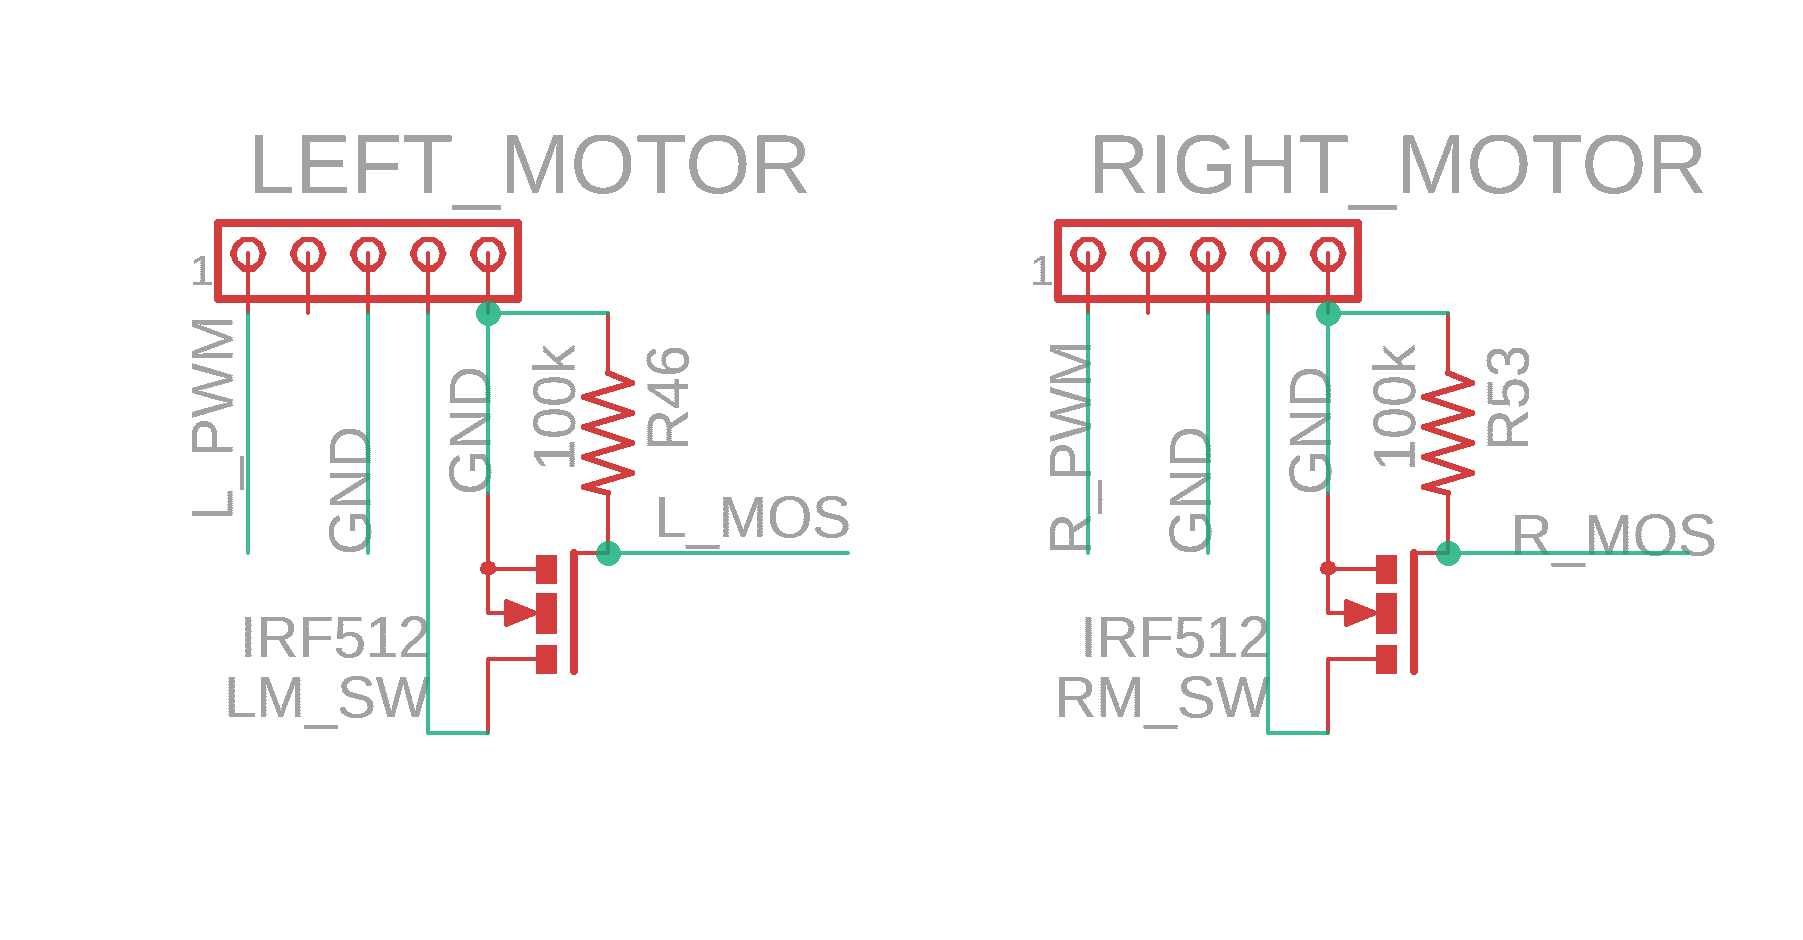 LEFT_MOTOR
1
L_PWM
GND
GND
100k
R46
L_MOS
IRF512
LM_SW
RIGHT_MOTOR
1
R_PWM
GND
GND
100k
R53
R_MOS
IRF512
RM_SW